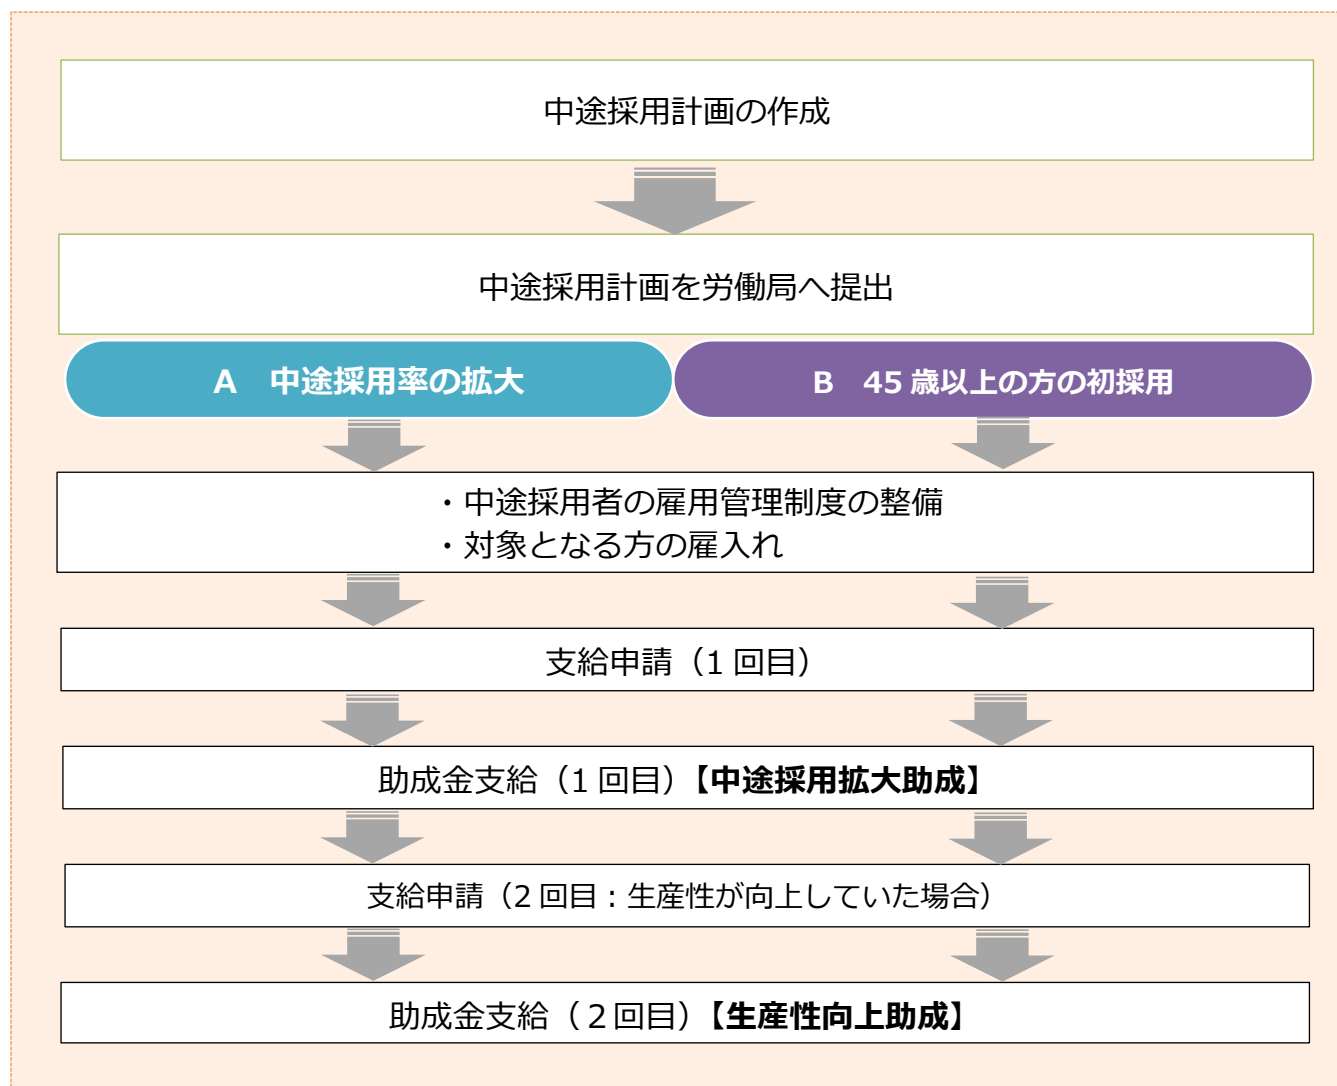 中途採用計画の作成
中途採用計画を労働局へ提出
A　中途採用率の拡大
B　45歳以上の方の初採用
・中途採用者の雇用管理制度の整備
・対象となる方の雇入れ
支給申請（1回目）
助成金支給（1回目）【中途採用拡大助成】
支給申請（2回目：生産性が向上していた場合）
助成金支給（２回目）【生産性向上助成】